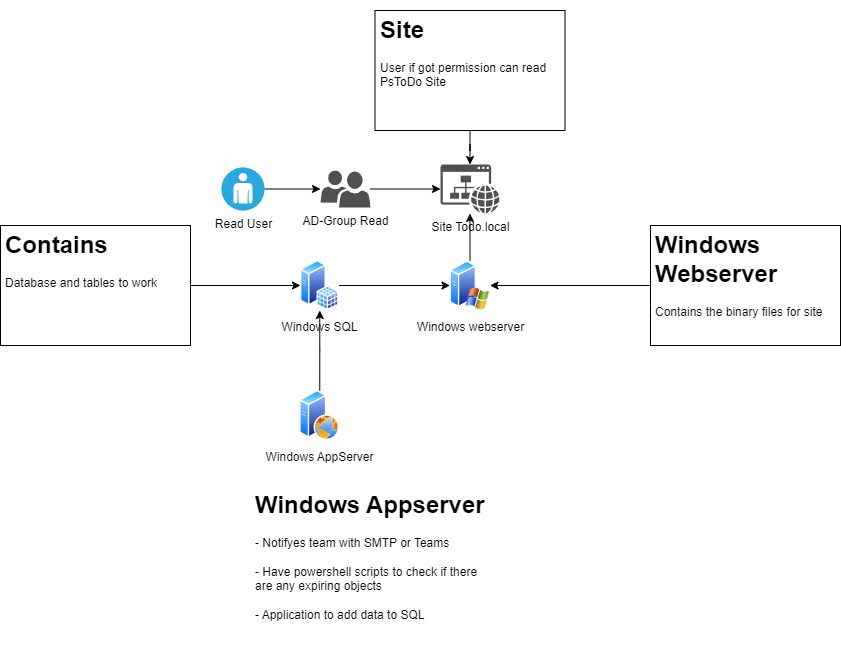 Site
User if got permission can read
PsToDo Site
Read User
AD-Group Read
Site Todo.local
Contains
Database and tables to work
Windows
Webserver
Contains the binary files for site
Windows SQL
Windows webserver
Windows AppServer
Windows Appserver
- Notifyes team with SMTP or Teams
- Have powershell scripts to check if there
are any expiring objects
- Application to add data to SQL